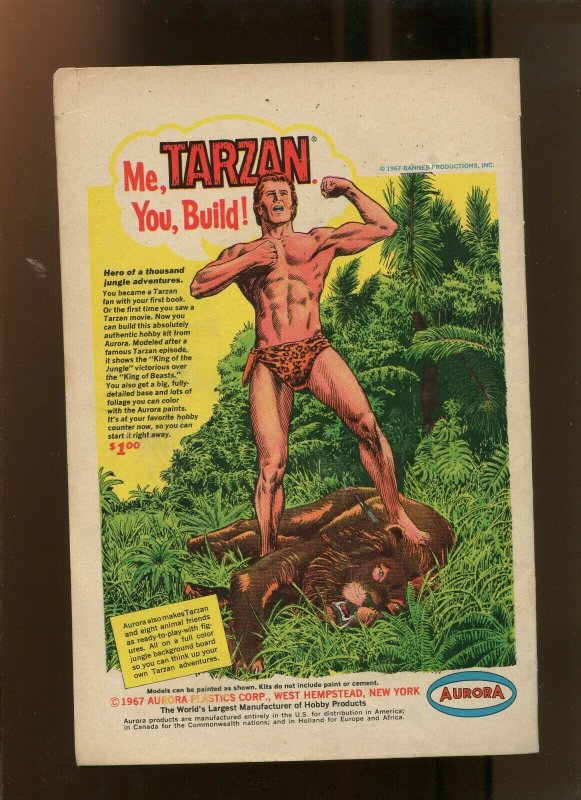 Me, TARZAN®.
You, Build!
© 1967 BANNER PRODUCTIONS, INC.
Hero of a thousand
jungle adventures.
You became a Tarzan
fan with your first book.
Or the first time you saw a
Tarzan movie. Now you
can build this absolutely
authentic hobby kit from
Aurora. Modeled after a
famous Tarzan episode,
it shows the "King of the
Jungle" victorious over
the "King of Beasts."
You also get a big, fully-
detailed base and lots of
foliage you can color
with the Aurora paints.
It's at your favorite hobby
counter now, so you can
start it right away.
$1.00
Aurora also makes Tarzan
and eight animal friends
as ready-to-play-with fig-
ures. All on a full color
jungle background board
so you can think up your
own Tarzan adventures.
Models can be painted as shown. Kits do not include paint or cement.
© 1967 AURORA PLASTICS CORP., WEST HEMPSTEAD, NEW YORK
The World's Largest Manufacturer of Hobby Products
Aurora products are manufactured entirely in the U.S. for distribution in America;
in Canada for the Commonwealth nations; and in Holland for Europe and Africa.
AURORA